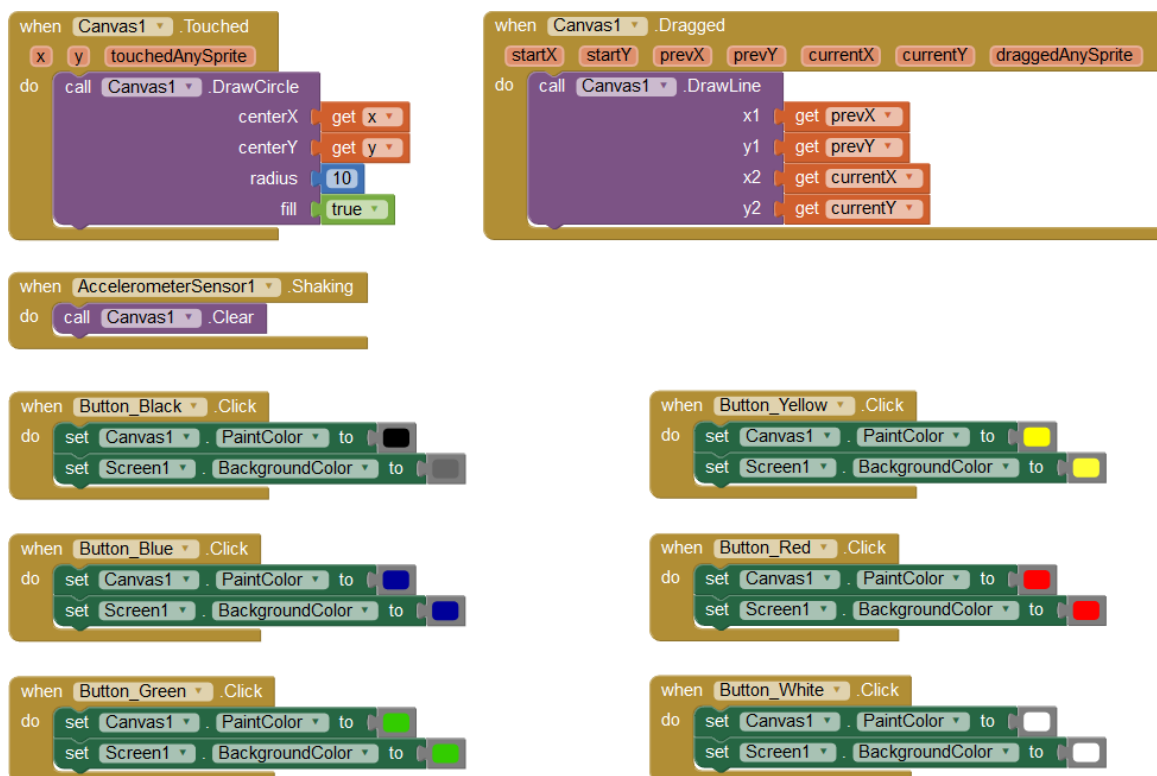 when Canvas1 .Touched
x y touchedAnySprite
do call Canvas1 .DrawCircle
centerX get x
centerY get y
radius 10
fill true
when Canvas1 .Dragged
startX startY prevX prevY currentX currentY draggedAnySprite
do call Canvas1 .DrawLine
x1 get prevX
y1 get prevY
x2 get currentX
y2 get currentY
when AccelerometerSensor1 .Shaking
do call Canvas1 .Clear
when Button_Black .Click
do set Canvas1 . PaintColor to
set Screen1 . BackgroundColor to
when Button_Yellow .Click
do set Canvas1 . PaintColor to
set Screen1 . BackgroundColor to
when Button_Blue .Click
do set Canvas1 . PaintColor to
set Screen1 . BackgroundColor to
when Button_Red .Click
do set Canvas1 . PaintColor to
set Screen1 . BackgroundColor to
when Button_Green .Click
do set Canvas1 . PaintColor to
set Screen1 . BackgroundColor to
when Button_White .Click
do set Canvas1 . PaintColor to
set Screen1 . BackgroundColor to